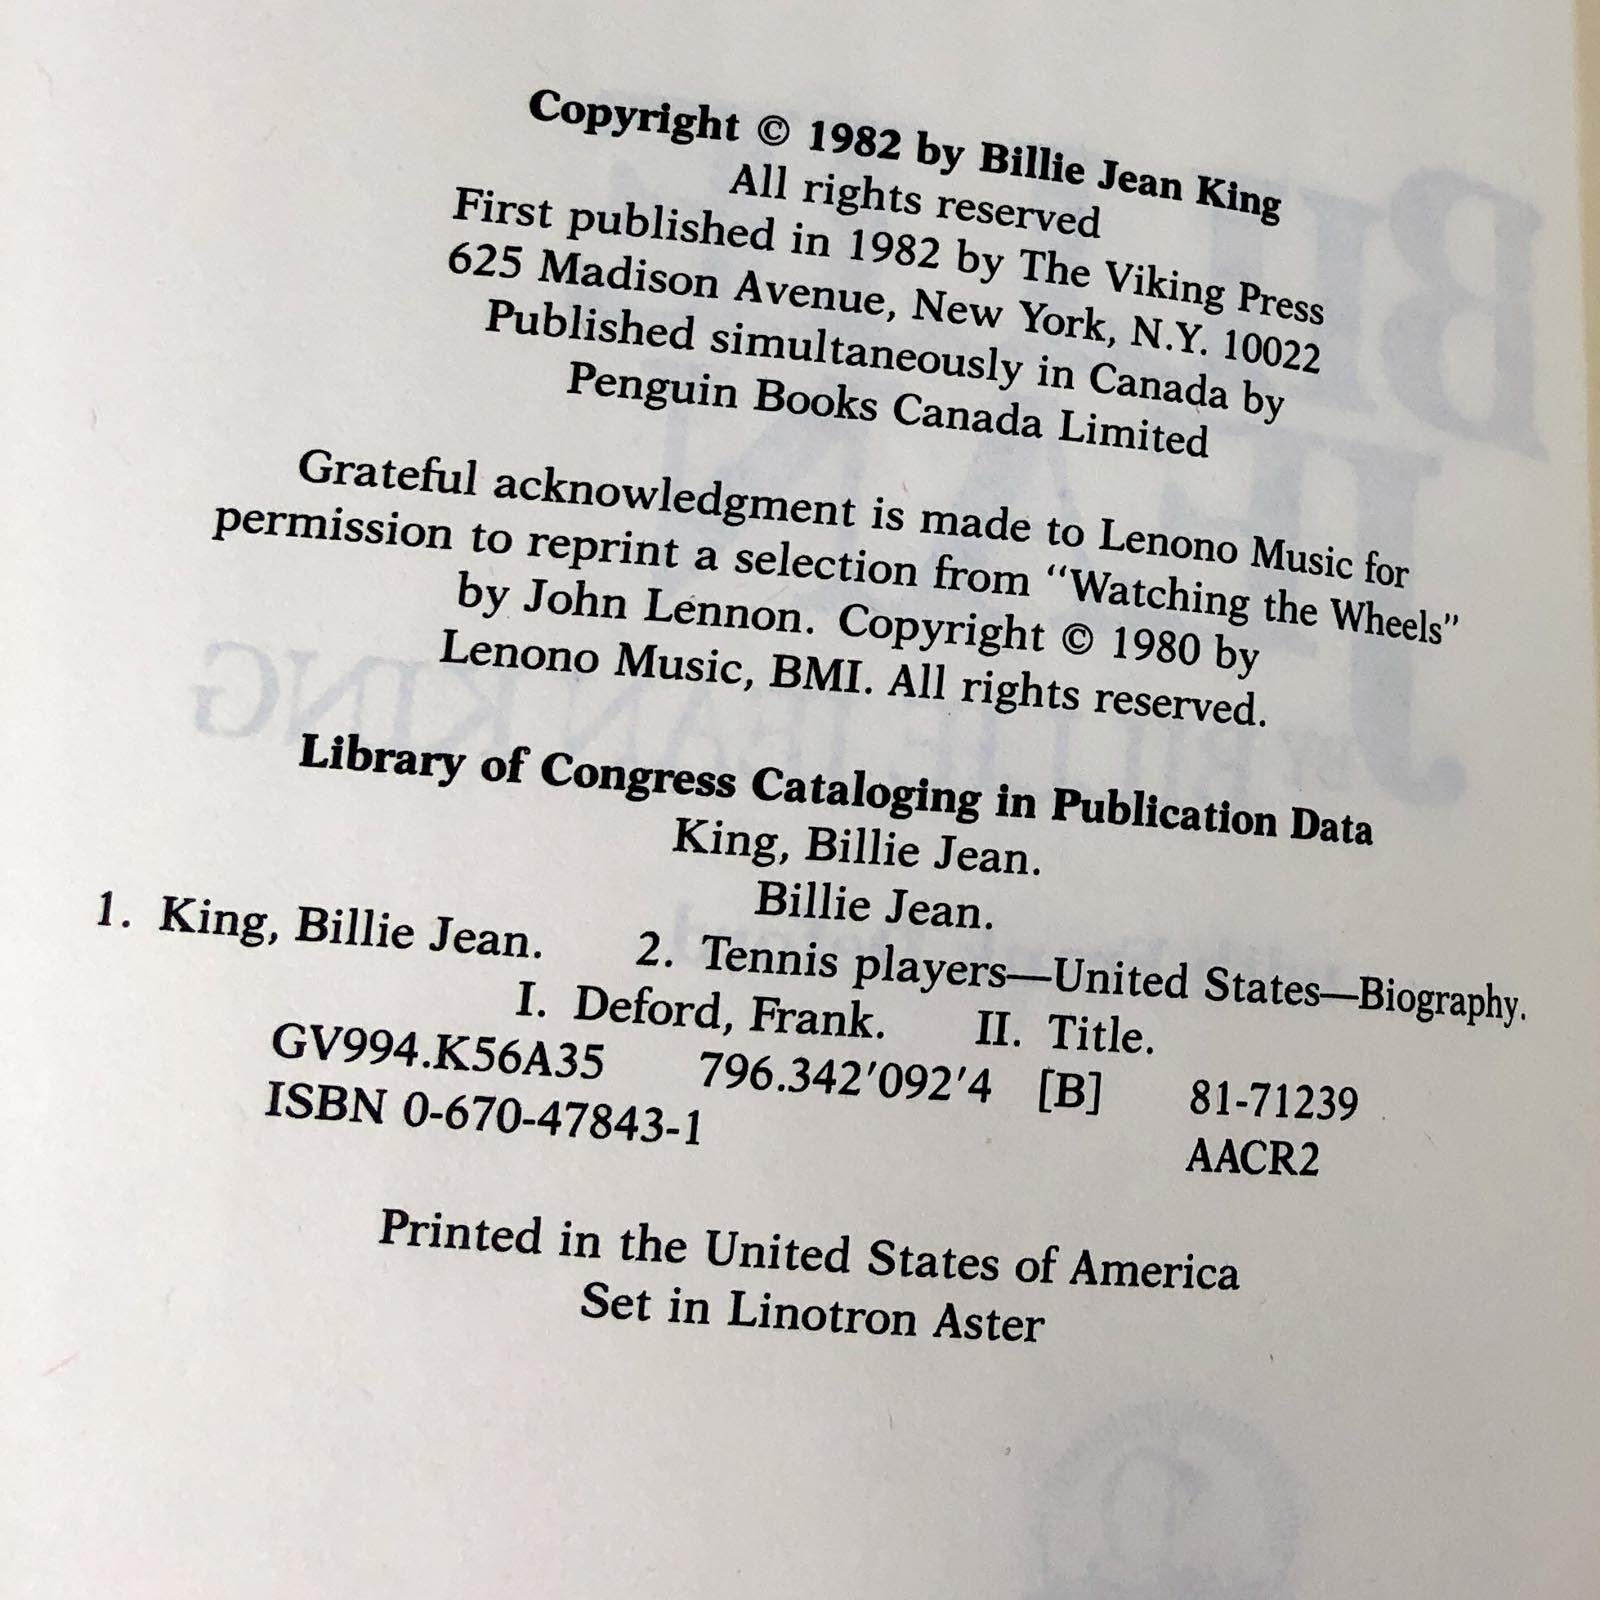 Copyright © 1982 by Billie Jean King
All rights reserved
First published in 1982 by The Viking Press
625 Madison Avenue, New York, N.Y. 10022
Published simultaneously in Canada by
Penguin Books Canada Limited
Grateful acknowledgment is made to Lenono Music for
permission to reprint a selection from "Watching the Wheels"
by John Lennon. Copyright © 1980 by
Lenono Music, BMI. All rights reserved.
Library of Congress Cataloging in Publication Data
King, Billie Jean.
Billie Jean.
1. King, Billie Jean. 2. Tennis players—United States—Biography.
I. Deford, Frank. II. Title.
GV994.K56A35 796.342′092′4 [B] 81-71239
ISBN 0-670-47843-1 AACR2
Printed in the United States of America
Set in Linotron Aster